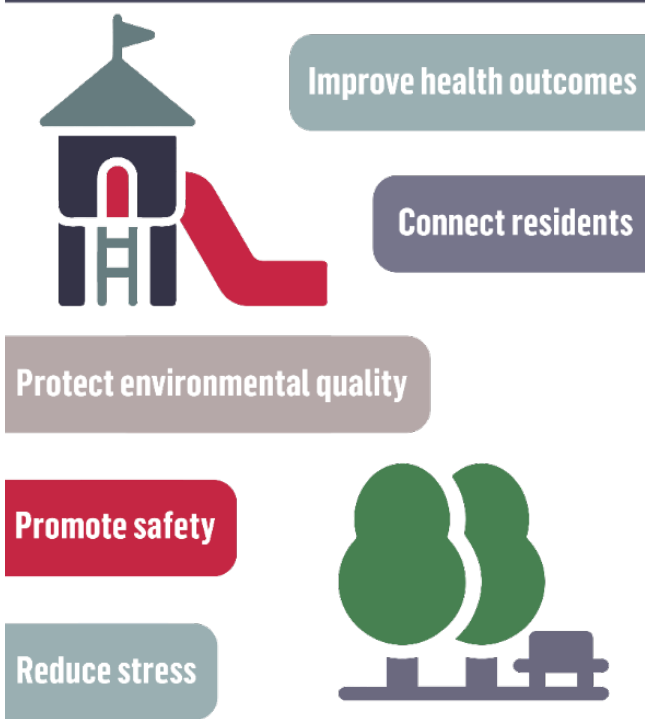 Improve health outcomes
Connect residents
Protect environmental quality
Promote safety
Reduce stress